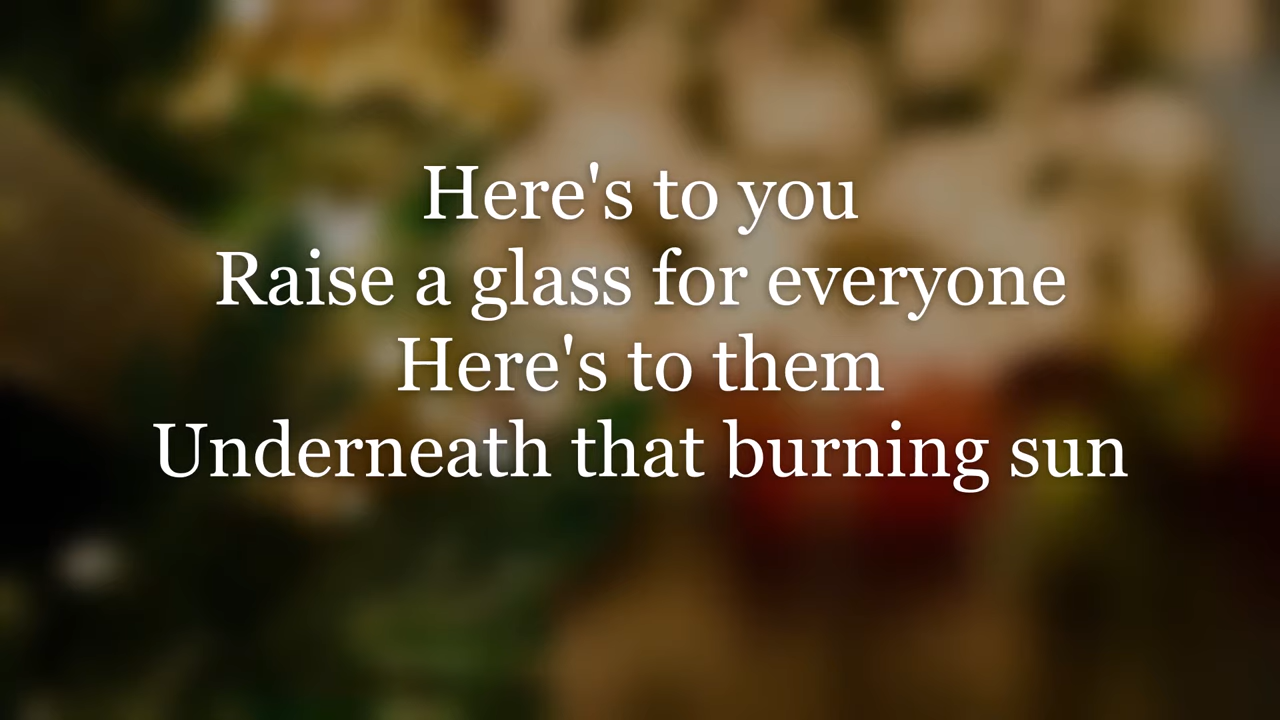 Here's to you
Raise a glass for everyone
Here's to them
Underneath that burning sun